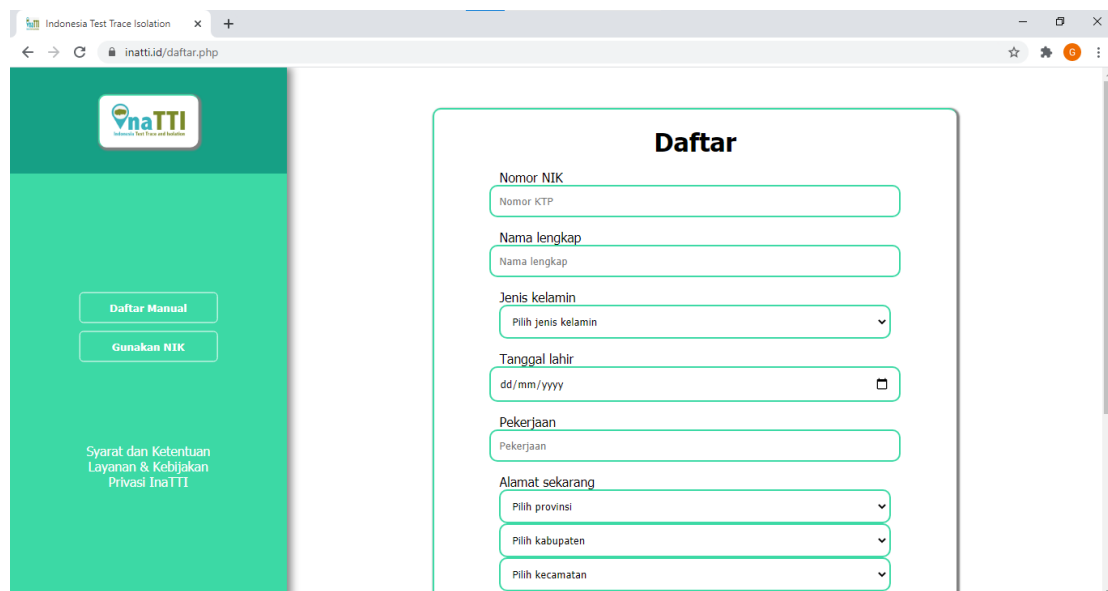 Indonesia Test Trace Isolation
inatti.id/daftar.php
G
inaTTI
Indonesia Test Trace and Isolation
Daftar Manual
Gunakan NIK
Syarat dan Ketentuan
Layanan & Kebijakan
Privasi InaTTI
Daftar
Nomor NIK
Nomor KTP
Nama lengkap
Nama lengkap
Jenis kelamin
Pilih jenis kelamin
Tanggal lahir
dd/mm/yyyy
Pekerjaan
Pekerjaan
Alamat sekarang
Pilih provinsi
Pilih kabupaten
Pilih kecamatan